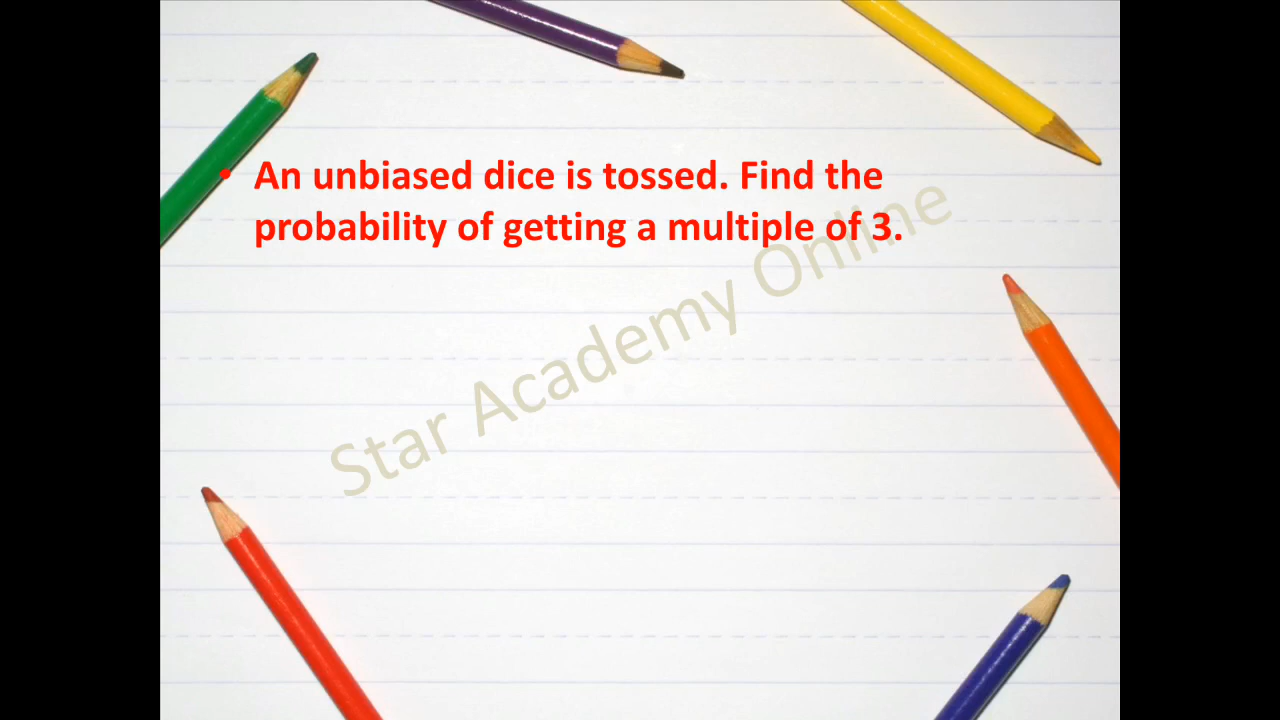 • An unbiased dice is tossed. Find the
probability of getting a multiple of 3.
Star Academy Online